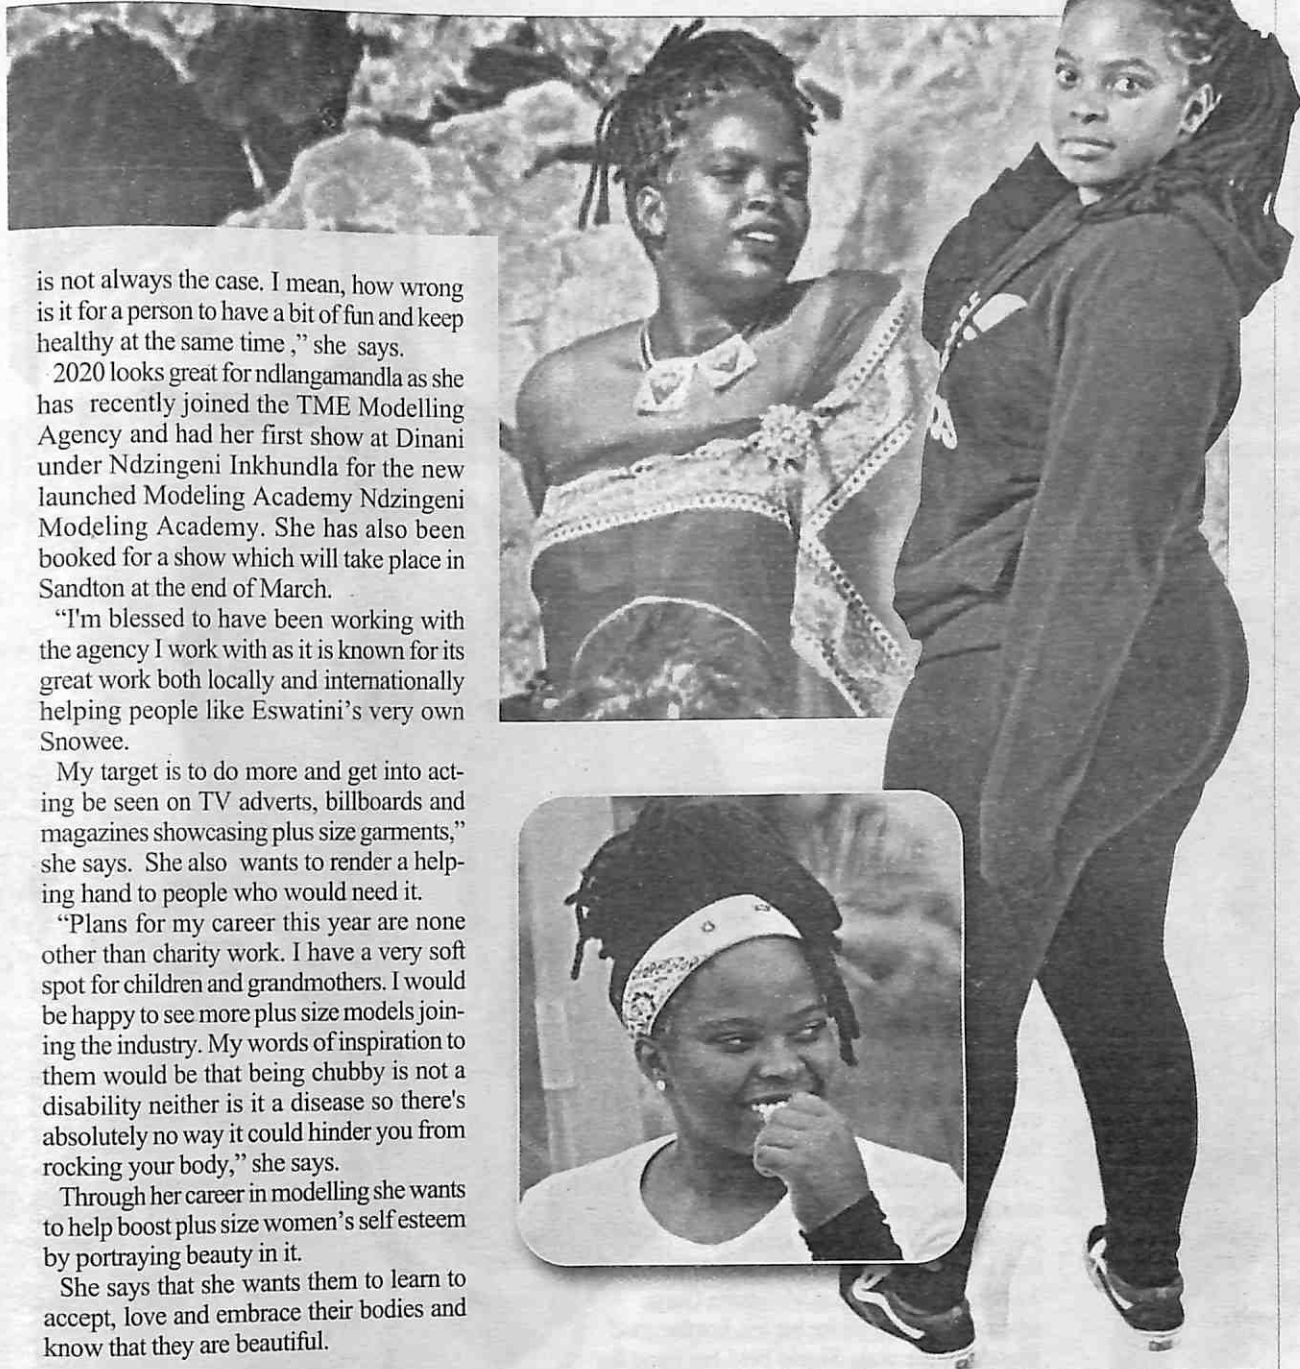 is not always the case. I mean, how wrong
is it for a person to have a bit of fun and keep
healthy at the same time ,” she says.
2020 looks great for ndlangamandla as she
has recently joined the TME Modelling
Agency and had her first show at Dinani
under Ndzingeni Inkhundla for the new
launched Modeling Academy Ndzingeni
Modeling Academy. She has also been
booked for a show which will take place in
Sandton at the end of March.
“I'm blessed to have been working with
the agency I work with as it is known for its
great work both locally and internationally
helping people like Eswatini’s very own
Snowee.
My target is to do more and get into act-
ing be seen on TV adverts, billboards and
magazines showcasing plus size garments,”
she says. She also wants to render a help-
ing hand to people who would need it.
“Plans for my career this year are none
other than charity work. I have a very soft
spot for children and grandmothers. I would
be happy to see more plus size models join-
ing the industry. My words of inspiration to
them would be that being chubby is not a
disability neither is it a disease so there's
absolutely no way it could hinder you from
rocking your body,” she says.
Through her career in modelling she wants
to help boost plus size women’s self esteem
by portraying beauty in it.
She says that she wants them to learn to
accept, love and embrace their bodies and
know that they are beautiful.